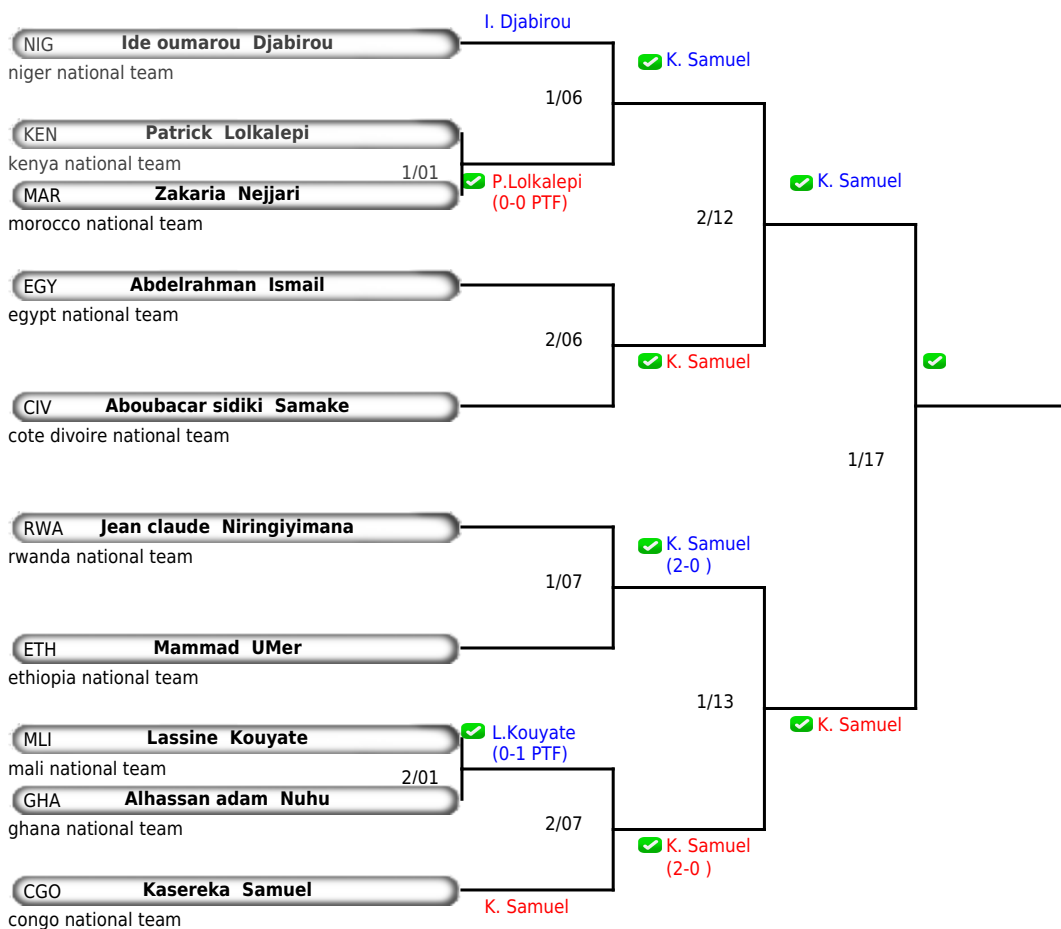 I. Djabirou
NIG Ide oumarou Djabirou
niger national team
K. Samuel
1/06
KEN Patrick Lolkalepi
kenya national team
1/01
P.Lolkalepi
(0-0 PTF)
MAR Zakaria Nejjari
morocco national team
K. Samuel
2/12
EGY Abdelrahman Ismail
egypt national team
2/06
K. Samuel
CIV Aboubacar sidiki Samake
cote divoire national team
1/17
RWA Jean claude Niringiyimana
rwanda national team
K. Samuel
(2-0 )
1/07
ETH Mammad UMer
ethiopia national team
1/13
K. Samuel
MLI Lassine Kouyate
mali national team
L.Kouyate
(0-1 PTF)
2/01
GHA Alhassan adam Nuhu
ghana national team
2/07
K. Samuel
(2-0 )
CGO Kasereka Samuel
congo national team
K. Samuel